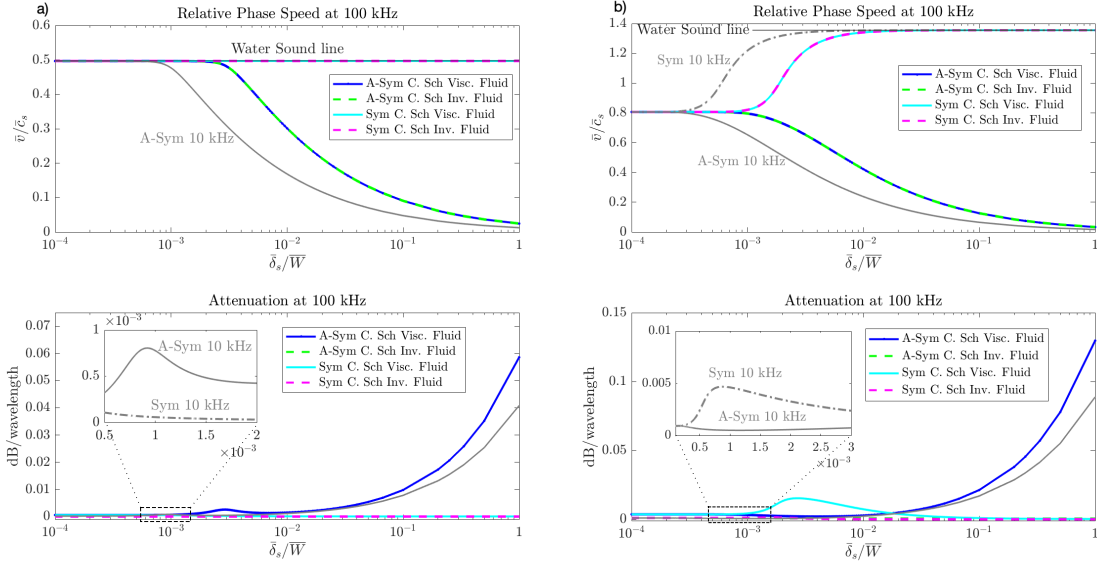 a)
Relative Phase Speed at 100 kHz
0.6
0.5
0.4
0.3
0.2
0.1
0
v̄/c̄ₛ
Water Sound line
A-Sym C. Sch Visc. Fluid
A-Sym C. Sch Inv. Fluid
Sym C. Sch Visc. Fluid
Sym C. Sch Inv. Fluid
A-Sym 10 kHz
10⁻⁴ 10⁻³ 10⁻² 10⁻¹ 1
δ̄ₛ/W̄
b)
Relative Phase Speed at 100 kHz
1.4
1.2
1
0.8
0.6
0.4
0.2
0
v̄/c̄ₛ
Water Sound line
Sym 10 kHz
A-Sym C. Sch Visc. Fluid
A-Sym C. Sch Inv. Fluid
Sym C. Sch Visc. Fluid
Sym C. Sch Inv. Fluid
A-Sym 10 kHz
10⁻⁴ 10⁻³ 10⁻² 10⁻¹ 1
δ̄ₛ/W̄
Attenuation at 100 kHz
0.07
0.06
0.05
0.04
0.03
0.02
0.01
0
dB/wavelength
×10⁻³
1
0.5
0
A-Sym 10 kHz
Sym 10 kHz
0.5 1 1.5 2
×10⁻³
A-Sym C. Sch Visc. Fluid
A-Sym C. Sch Inv. Fluid
Sym C. Sch Visc. Fluid
Sym C. Sch Inv. Fluid
10⁻⁴ 10⁻³ 10⁻² 10⁻¹ 1
δ̄ₛ/W̄
Attenuation at 100 kHz
0.15
0.1
0.05
0
dB/wavelength
0.01
0.005
0
Sym 10 kHz
A-Sym 10 kHz
0.5 1 1.5 2 2.5 3
×10⁻³
A-Sym C. Sch Visc. Fluid
A-Sym C. Sch Inv. Fluid
Sym C. Sch Visc. Fluid
Sym C. Sch Inv. Fluid
10⁻⁴ 10⁻³ 10⁻² 10⁻¹ 1
δ̄ₛ/W̄